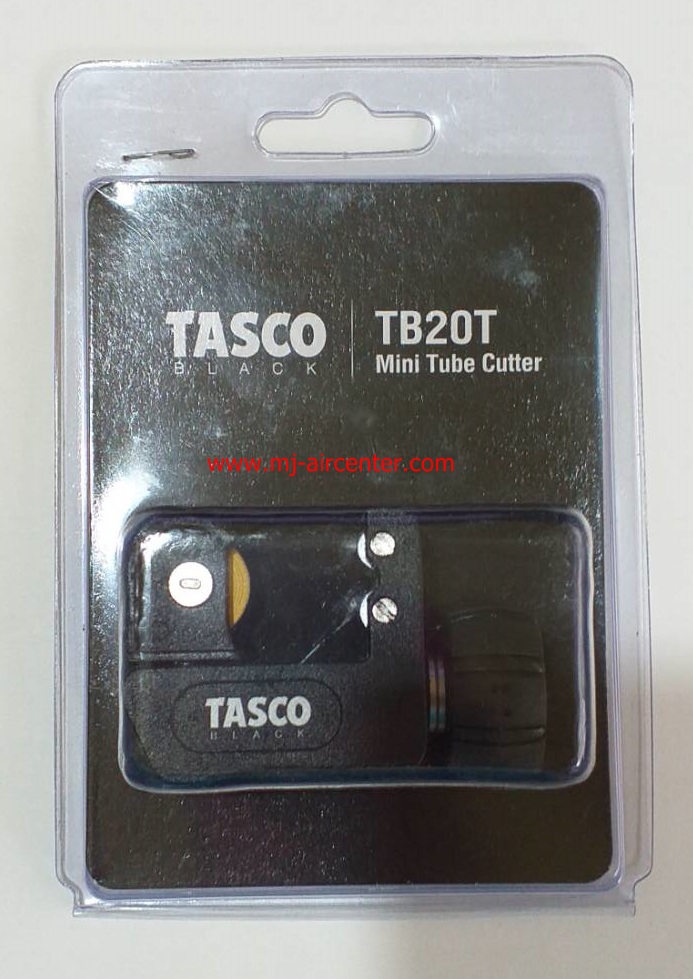 TASCO
BLACK
TB20T
Mini Tube Cutter
www.mj-aircenter.com
TASCO
BLACK